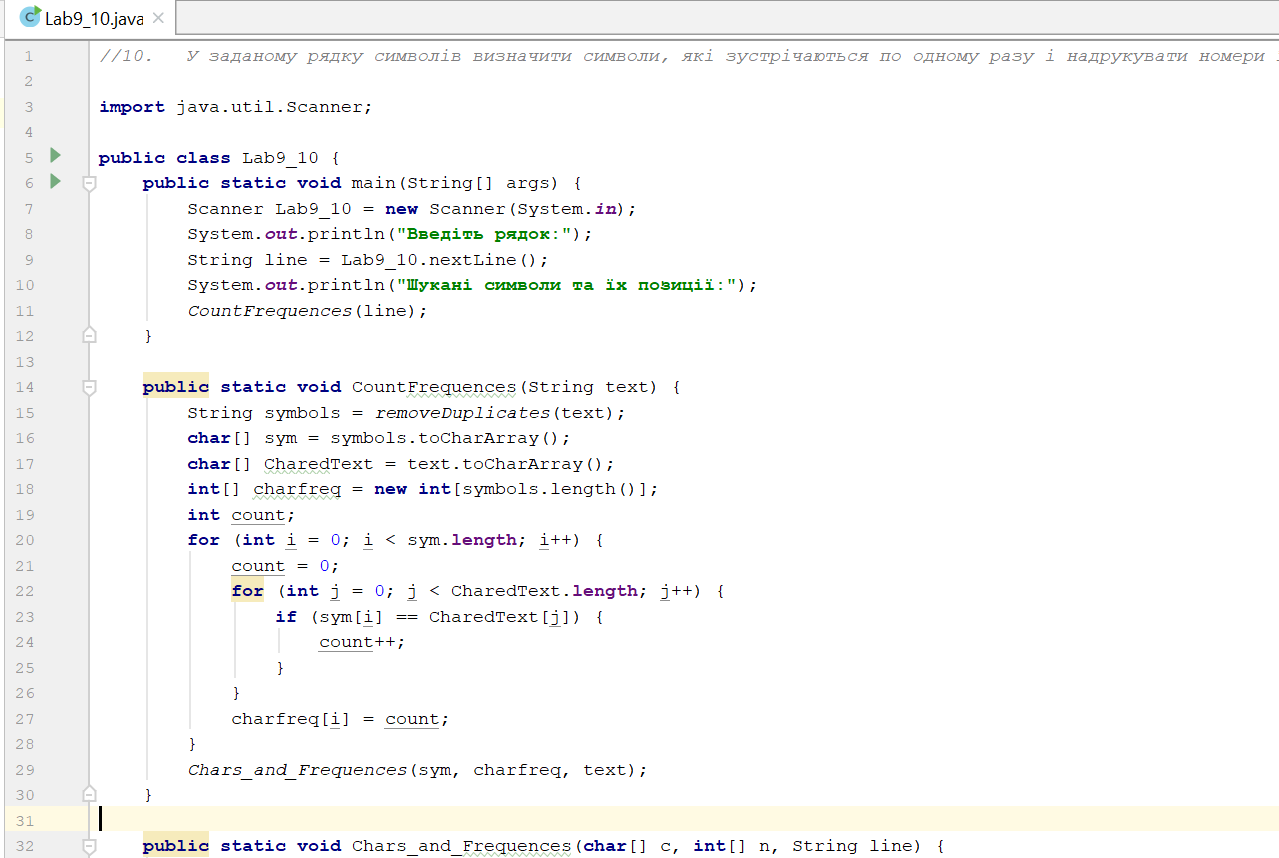 Lab9_10.java
1 //10. У заданому рядку символів визначити символи, які зустрічаються по одному разу і надрукувати номери
2
3 import java.util.Scanner;
4
5 public class Lab9_10 {
6 public static void main(String[] args) {
7 Scanner Lab9_10 = new Scanner(System.in);
8 System.out.println("Введіть рядок:");
9 String line = Lab9_10.nextLine();
10 System.out.println("Шукані символи та їх позиції:");
11 CountFrequences(line);
12 }
13
14 public static void CountFrequences(String text) {
15 String symbols = removeDuplicates(text);
16 char[] sym = symbols.toCharArray();
17 char[] CharedText = text.toCharArray();
18 int[] charfreq = new int[symbols.length()];
19 int count;
20 for (int i = 0; i < sym.length; i++) {
21 count = 0;
22 for (int j = 0; j < CharedText.length; j++) {
23 if (sym[i] == CharedText[j]) {
24 count++;
25 }
26 }
27 charfreq[i] = count;
28 }
29 Chars_and_Frequences(sym, charfreq, text);
30 }
31
32 public static void Chars_and_Frequences(char[] c, int[] n, String line) {